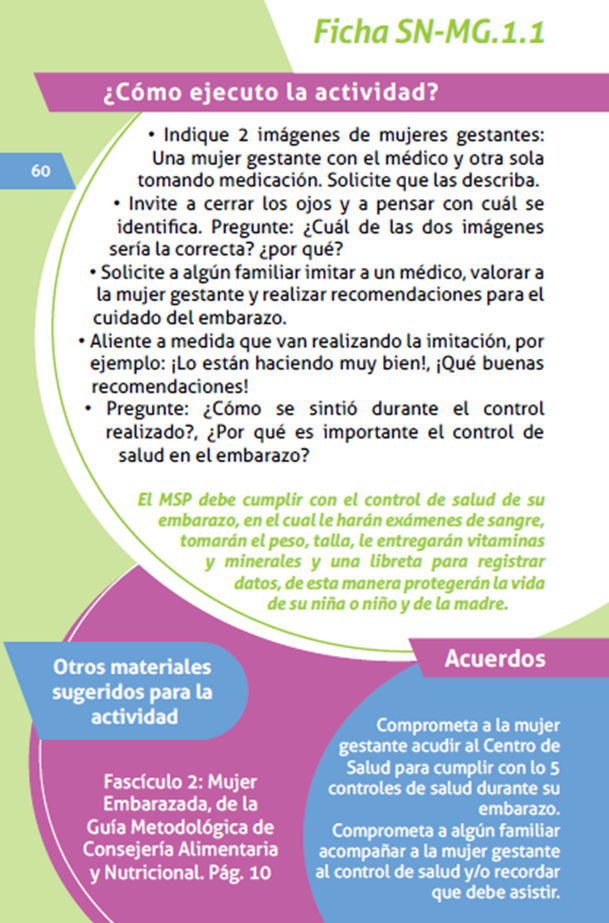 Ficha SN-MG.1.1
¿Cómo ejecuto la actividad?
• Indique 2 imágenes de mujeres gestantes:
Una mujer gestante con el médico y otra sola
tomando medicación. Solicite que las describa.
60
• Invite a cerrar los ojos y a pensar con cuál se
identifica. Pregunte: ¿Cuál de las dos imágenes
sería la correcta? ¿por qué?
• Solicite a algún familiar imitar a un médico, valorar a
la mujer gestante y realizar recomendaciones para el
cuidado del embarazo.
• Aliente a medida que van realizando la imitación, por
ejemplo: ¡Lo están haciendo muy bien!, ¡Qué buenas
recomendaciones!
• Pregunte: ¿Cómo se sintió durante el control
realizado?, ¿Por qué es importante el control de
salud en el embarazo?
El MSP debe cumplir con el control de salud de su
embarazo, en el cual le harán exámenes de sangre,
tomarán el peso, talla, le entregarán vitaminas
y minerales y una libreta para registrar
datos, de esta manera protegerán la vida
de su niña o niño y de la madre.
Otros materiales
sugeridos para la
actividad
Fascículo 2: Mujer
Embarazada, de la
Guía Metodológica de
Consejería Alimentaria
y Nutricional. Pág. 10
Acuerdos
Comprometa a la mujer
gestante acudir al Centro de
Salud para cumplir con lo 5
controles de salud durante su
embarazo.
Comprometa a algún familiar
acompañar a la mujer gestante
al control de salud y/o recordar
que debe asistir.